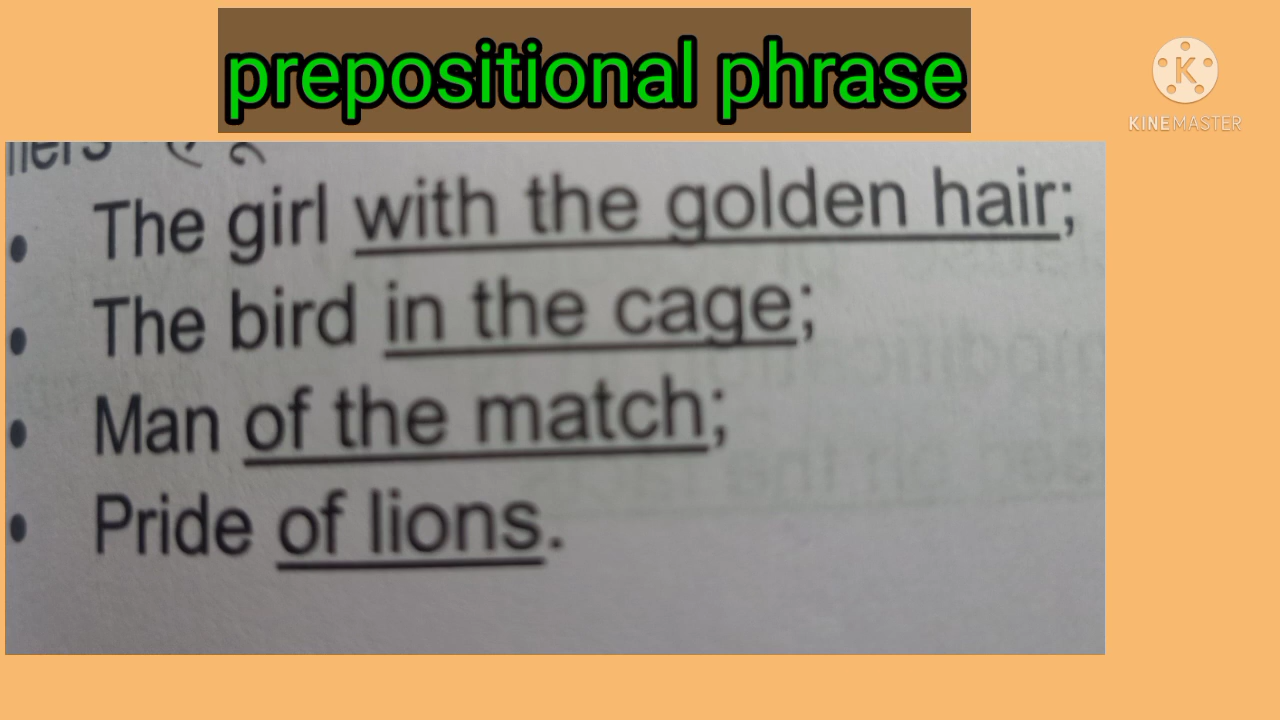 prepositional phrase
KINEMASTER
The girl with the golden hair;
The bird in the cage;
Man of the match;
Pride of lions.